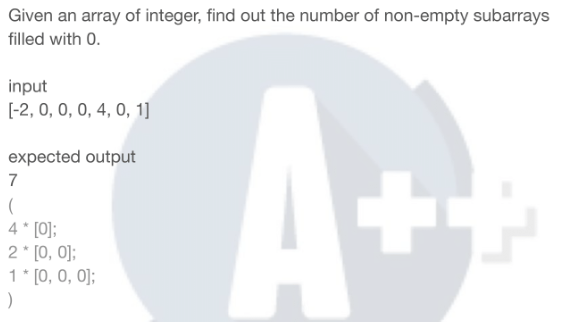 Given an array of integer, find out the number of non-empty subarrays
filled with 0.
input
[-2, 0, 0, 0, 4, 0, 1]
expected output
7
(
4 * [0];
2 * [0, 0];
1 * [0, 0, 0];
)
A++